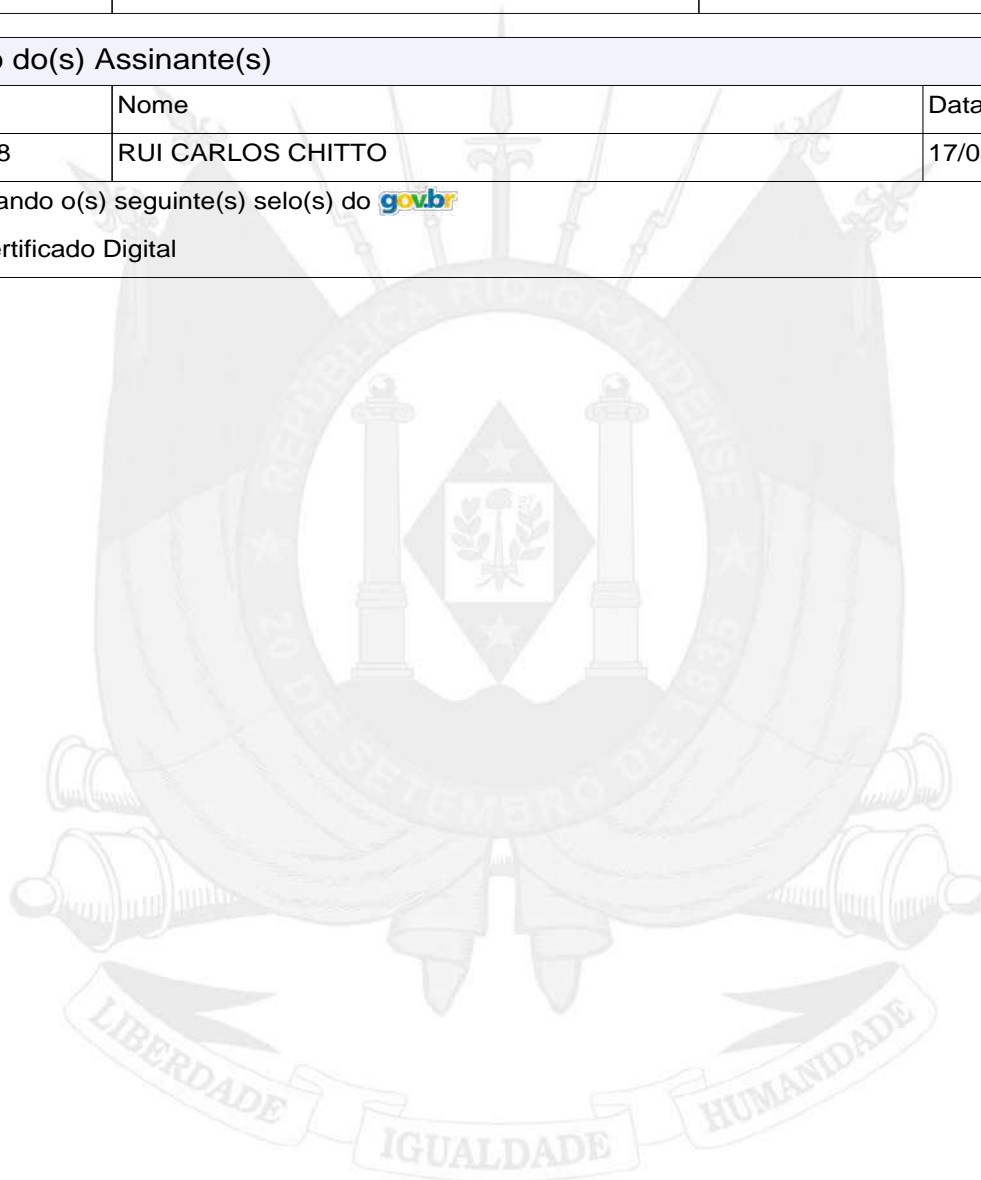 o do(s) Assinante(s)
Nome
Data
8
RUI CARLOS CHITTO
17/0
ando o(s) seguinte(s) selo(s) do gov.br
ertificado Digital
REPÚBLICA RIO-GRANDENSE
★ 20 DE SETEMBRO DE 1835 ★
LIBERDADE
IGUALDADE
HUMANIDADE